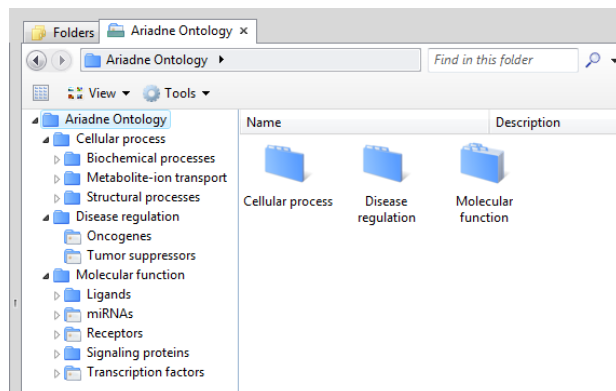 Folders
Ariadne Ontology
Ariadne Ontology
Find in this folder
View
Tools
Ariadne Ontology
Cellular process
Biochemical processes
Metabolite-ion transport
Structural processes
Disease regulation
Oncogenes
Tumor suppressors
Molecular function
Ligands
miRNAs
Receptors
Signaling proteins
Transcription factors
Name
Description
Cellular process
Disease
regulation
Molecular
function